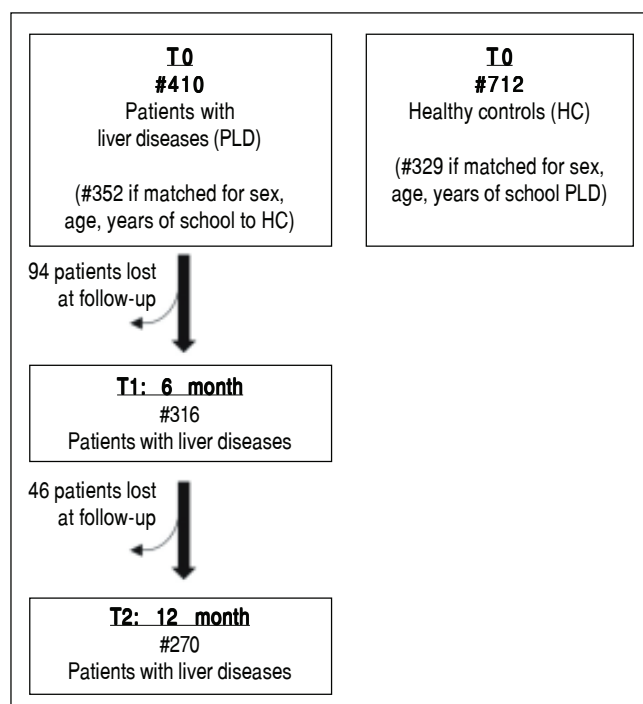 T0
#410
Patients with
liver diseases (PLD)
(#352 if matched for sex,
age, years of school to HC)
T0
#712
Healthy controls (HC)
(#329 if matched for sex,
age, years of school PLD)
94 patients lost
at follow-up
T1: 6 month
#316
Patients with liver diseases
46 patients lost
at follow-up
T2: 12 month
#270
Patients with liver diseases